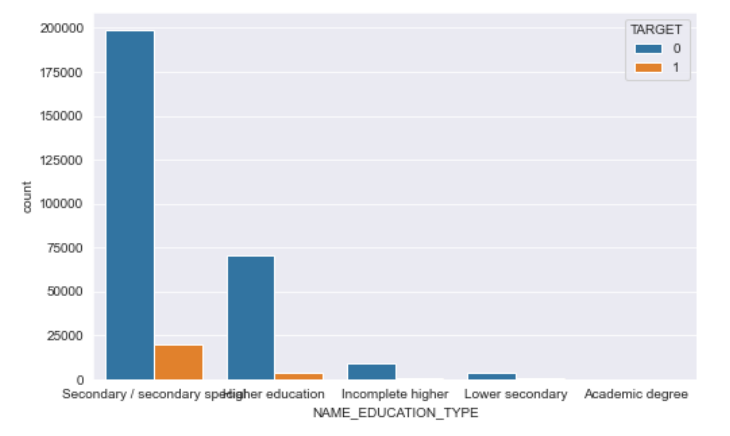 200000
175000
150000
125000
100000
75000
50000
25000
0
count
TARGET
0
1
Secondary / secondary special
Higher education
Incomplete higher
Lower secondary
Academic degree
NAME_EDUCATION_TYPE